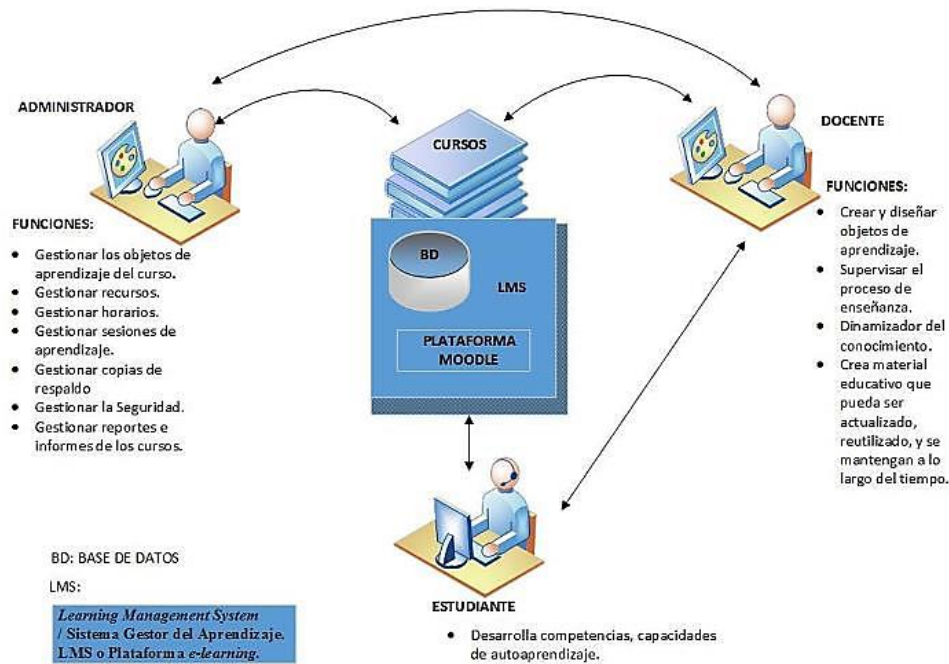 ADMINISTRADOR
FUNCIONES:
• Gestionar los objetos de
aprendizaje del curso.
• Gestionar recursos.
• Gestionar horarios.
• Gestionar sesiones de
aprendizaje.
• Gestionar copias de
respaldo
• Gestionar la Seguridad.
• Gestionar reportes e
informes de los cursos.
CURSOS
BD
LMS
PLATAFORMA
MOODLE
DOCENTE
FUNCIONES:
• Crear y diseñar
objetos de
aprendizaje.
• Supervisar el
proceso de
enseñanza.
• Dinamizador del
conocimiento.
• Crea material
educativo que
pueda ser
actualizado,
reutilizado, y se
mantengan a lo
largo del tiempo.
ESTUDIANTE
• Desarrolla competencias, capacidades
de autoaprendizaje.
BD: BASE DE DATOS
LMS:
Learning Management System
/ Sistema Gestor del Aprendizaje.
LMS o Plataforma e-learning.